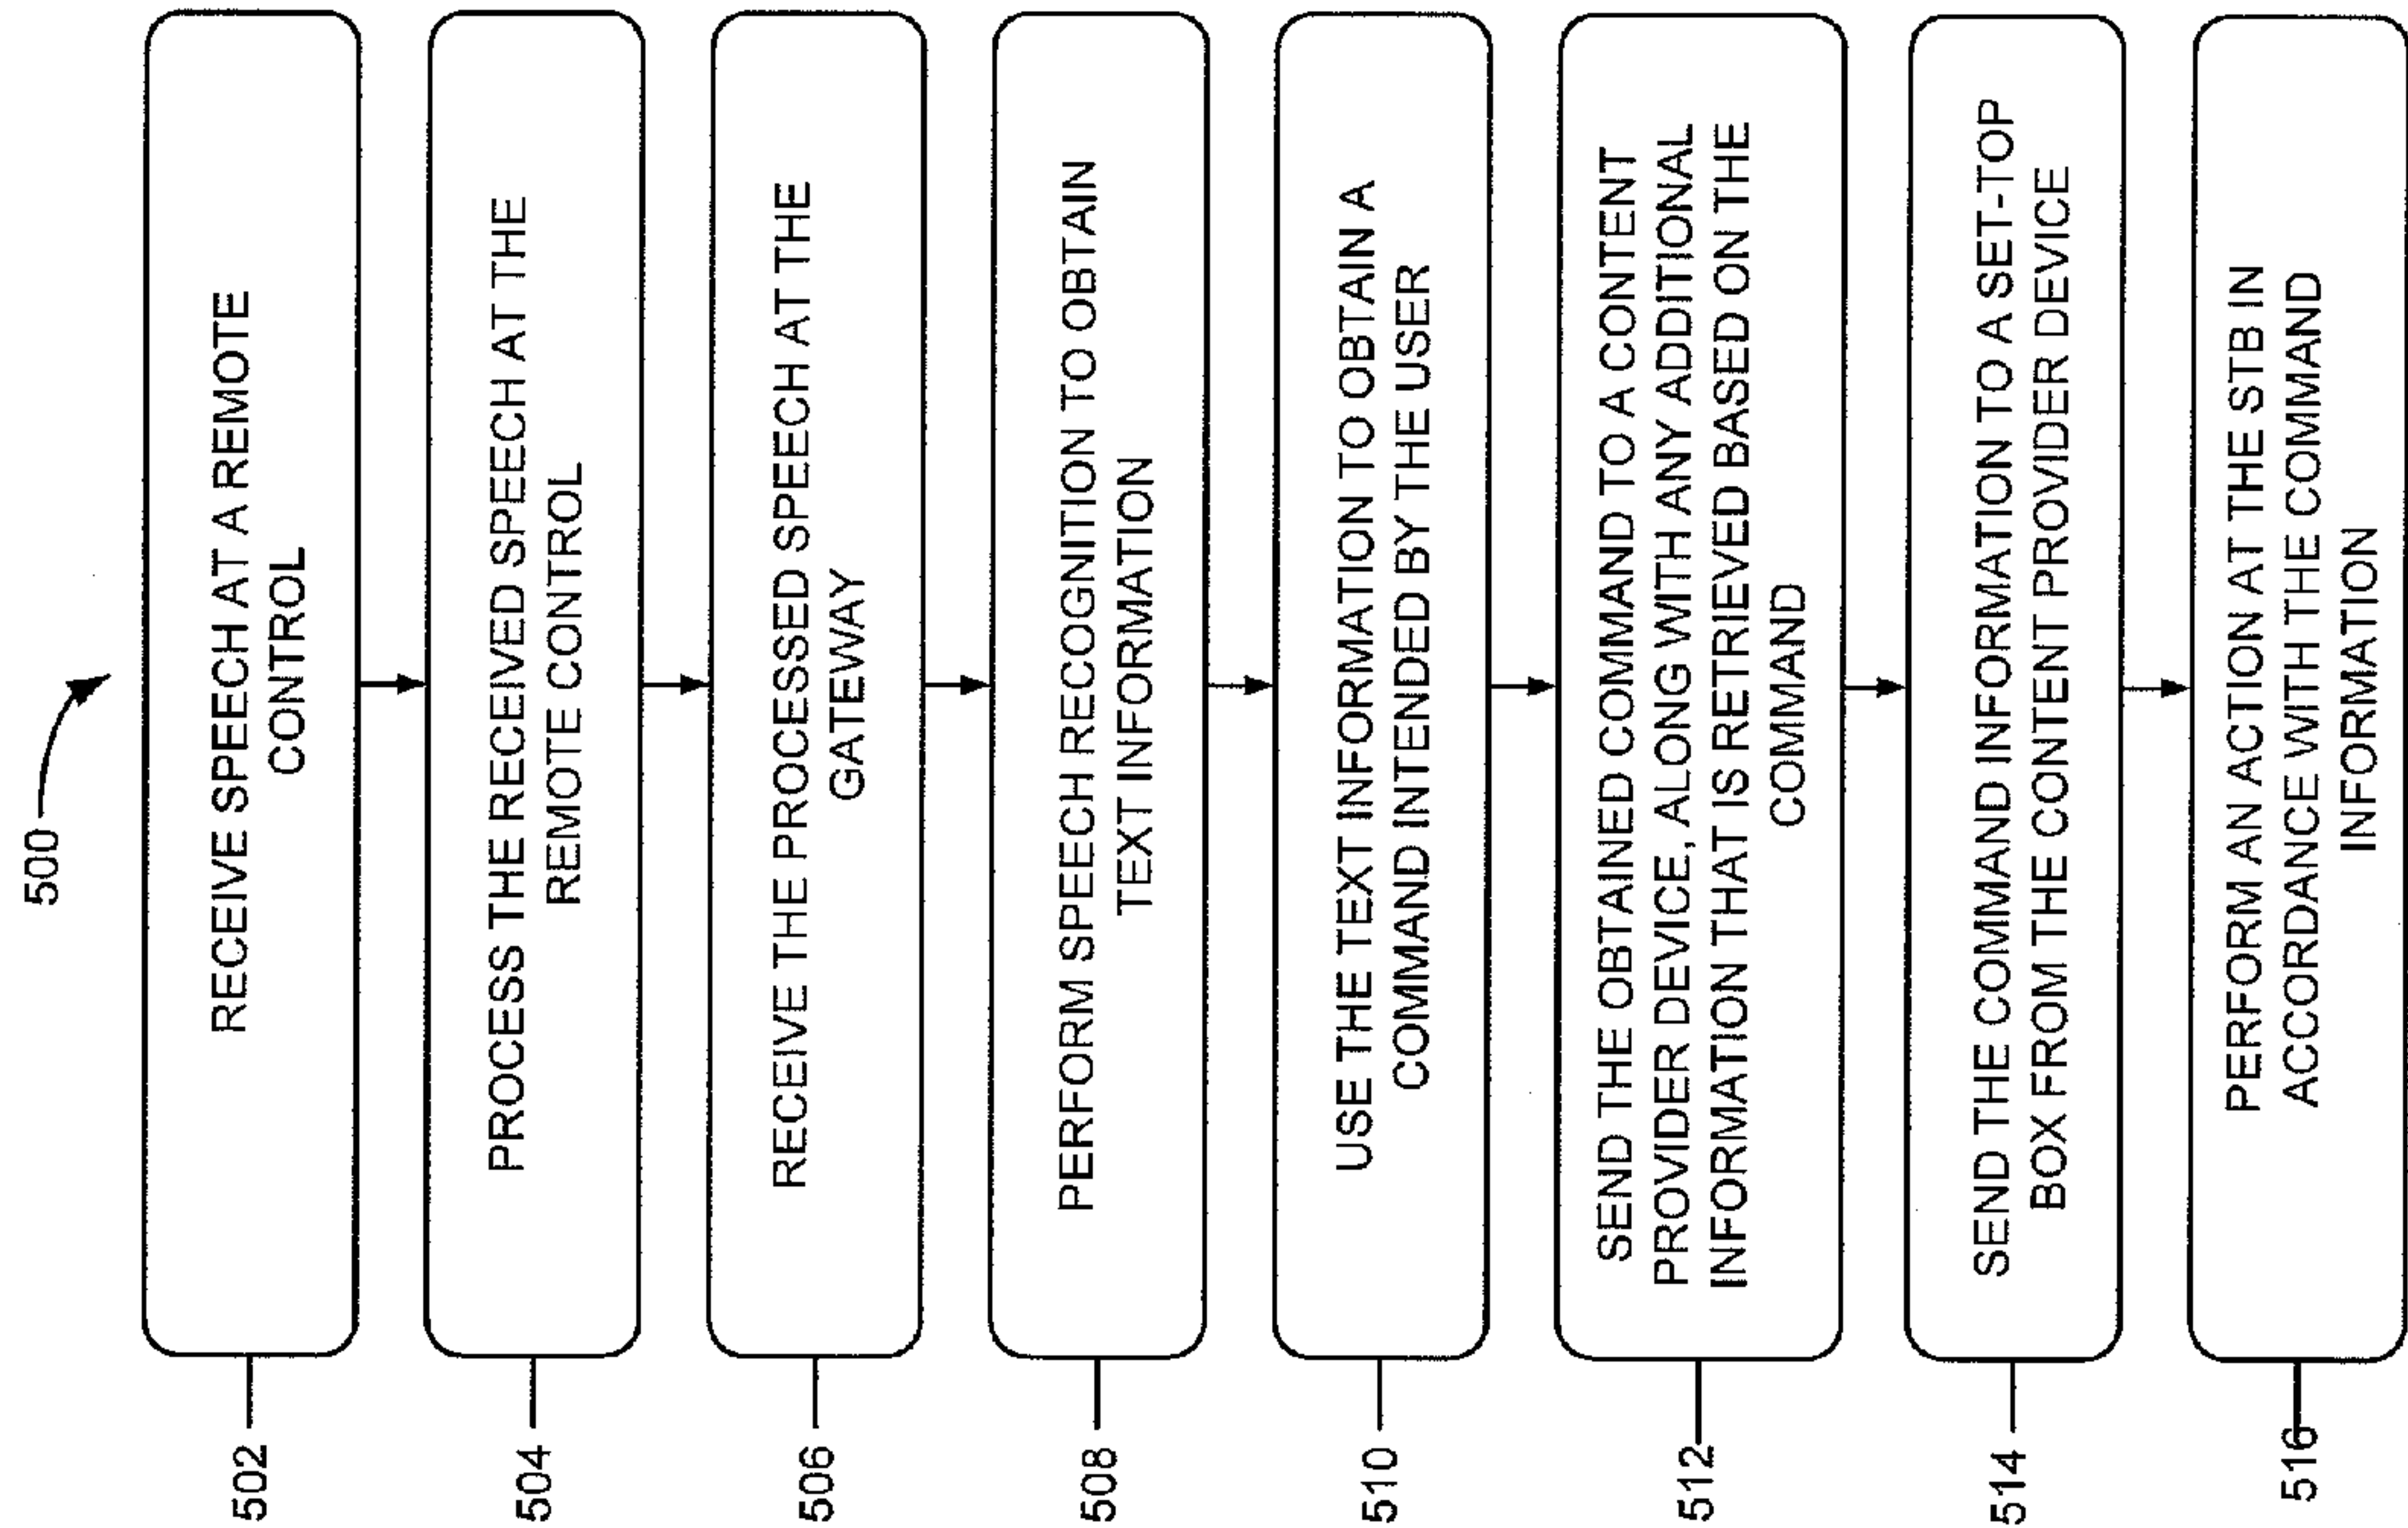 500
502
RECEIVE SPEECH AT A REMOTE
CONTROL
504
PROCESS THE RECEIVED SPEECH AT THE
REMOTE CONTROL
506
RECEIVE THE PROCESSED SPEECH AT THE
GATEWAY
508
PERFORM SPEECH RECOGNITION TO OBTAIN
TEXT INFORMATION
510
USE THE TEXT INFORMATION TO OBTAIN A
COMMAND INTENDED BY THE USER
512
SEND THE OBTAINED COMMAND TO A CONTENT
PROVIDER DEVICE, ALONG WITH ANY ADDITIONAL
INFORMATION THAT IS RETRIEVED BASED ON THE
COMMAND
514
SEND THE COMMAND INFORMATION TO A SET-TOP
BOX FROM THE CONTENT PROVIDER DEVICE
516
PERFORM AN ACTION AT THE STB IN
ACCORDANCE WITH THE COMMAND
INFORMATION